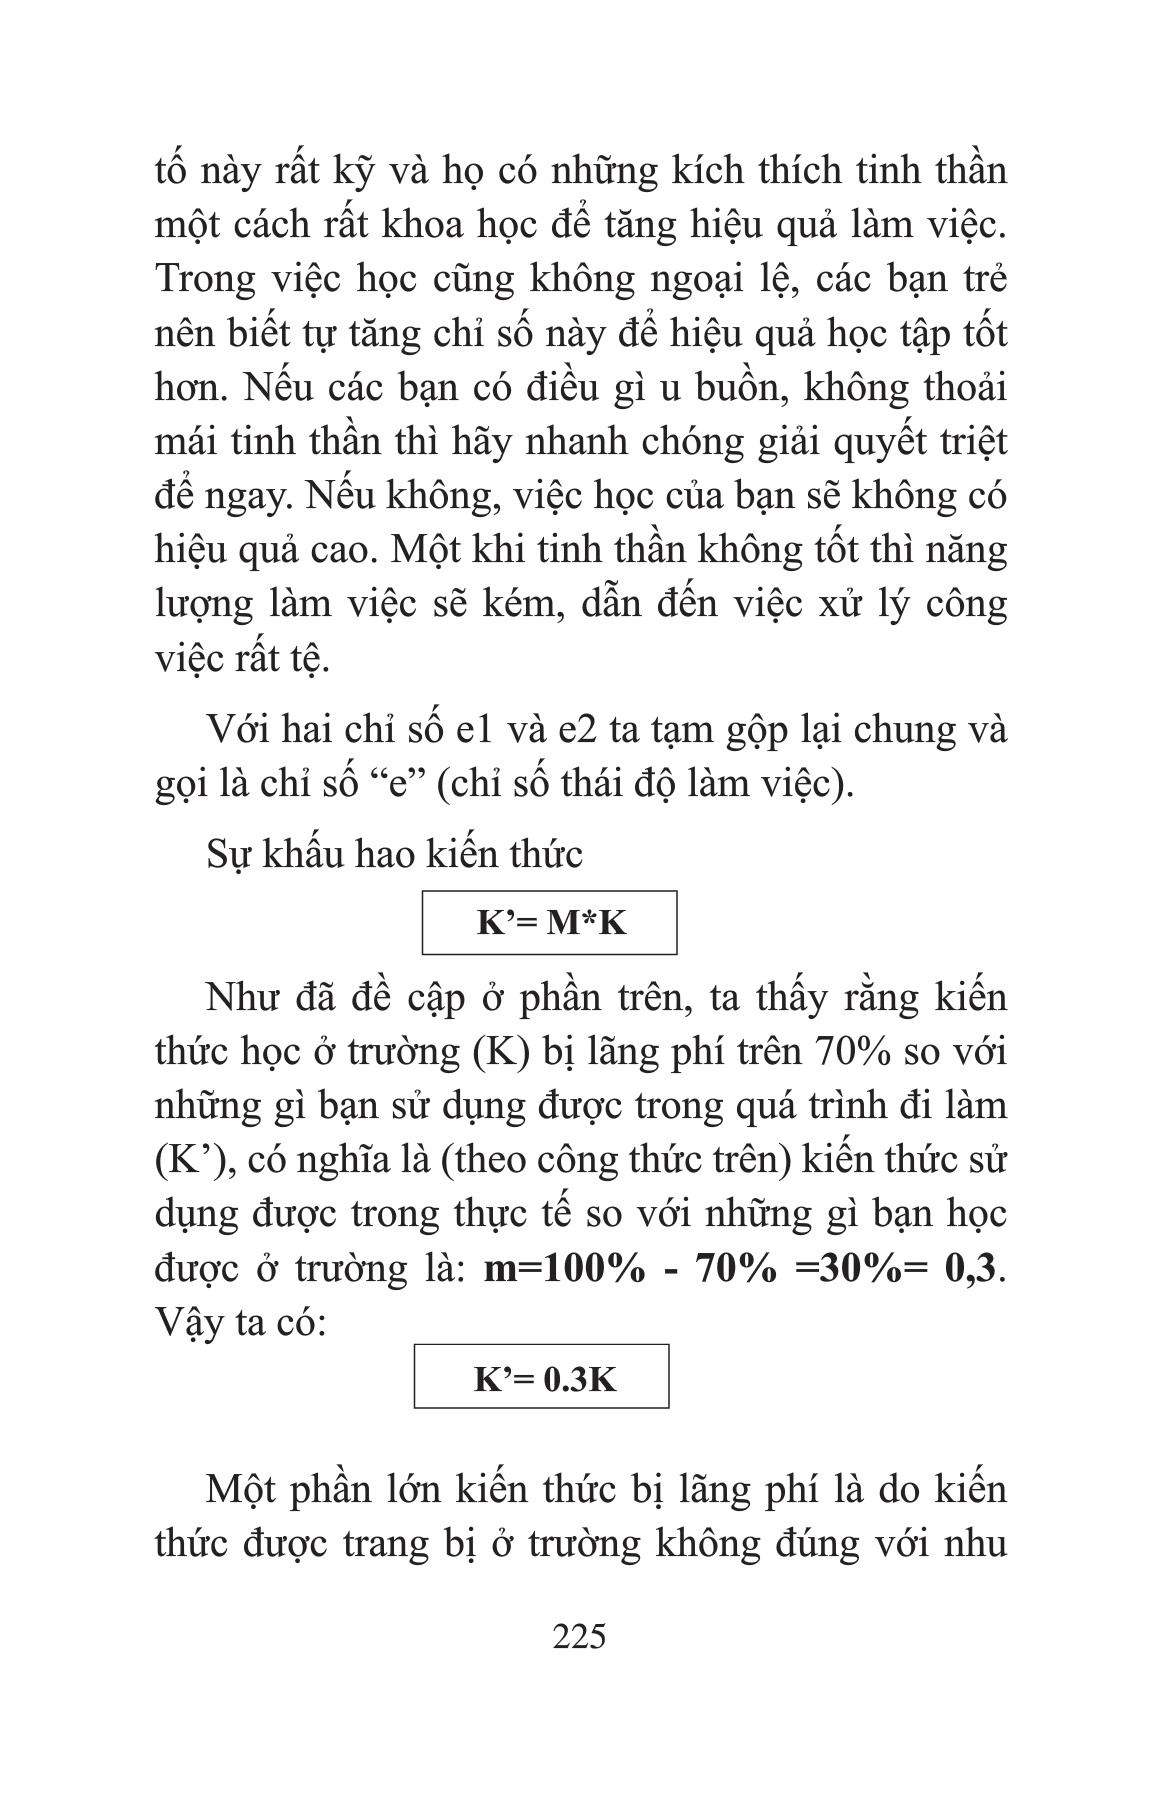 tố này rất kỹ và họ có những kích thích tinh thần
một cách rất khoa học để tăng hiệu quả làm việc.
Trong việc học cũng không ngoại lệ, các bạn trẻ
nên biết tự tăng chỉ số này để hiệu quả học tập tốt
hơn. Nếu các bạn có điều gì u buồn, không thoải
mái tinh thần thì hãy nhanh chóng giải quyết triệt
để ngay. Nếu không, việc học của bạn sẽ không có
hiệu quả cao. Một khi tinh thần không tốt thì năng
lượng làm việc sẽ kém, dẫn đến việc xử lý công
việc rất tệ.
Với hai chỉ số e1 và e2 ta tạm gộp lại chung và
gọi là chỉ số “e” (chỉ số thái độ làm việc).
Sự khấu hao kiến thức
K’= M*K
Như đã đề cập ở phần trên, ta thấy rằng kiến
thức học ở trường (K) bị lãng phí trên 70% so với
những gì bạn sử dụng được trong quá trình đi làm
(K’), có nghĩa là (theo công thức trên) kiến thức sử
dụng được trong thực tế so với những gì bạn học
được ở trường là: m=100% - 70% =30%= 0,3.
Vậy ta có:
K’= 0.3K
Một phần lớn kiến thức bị lãng phí là do kiến
thức được trang bị ở trường không đúng với nhu
225